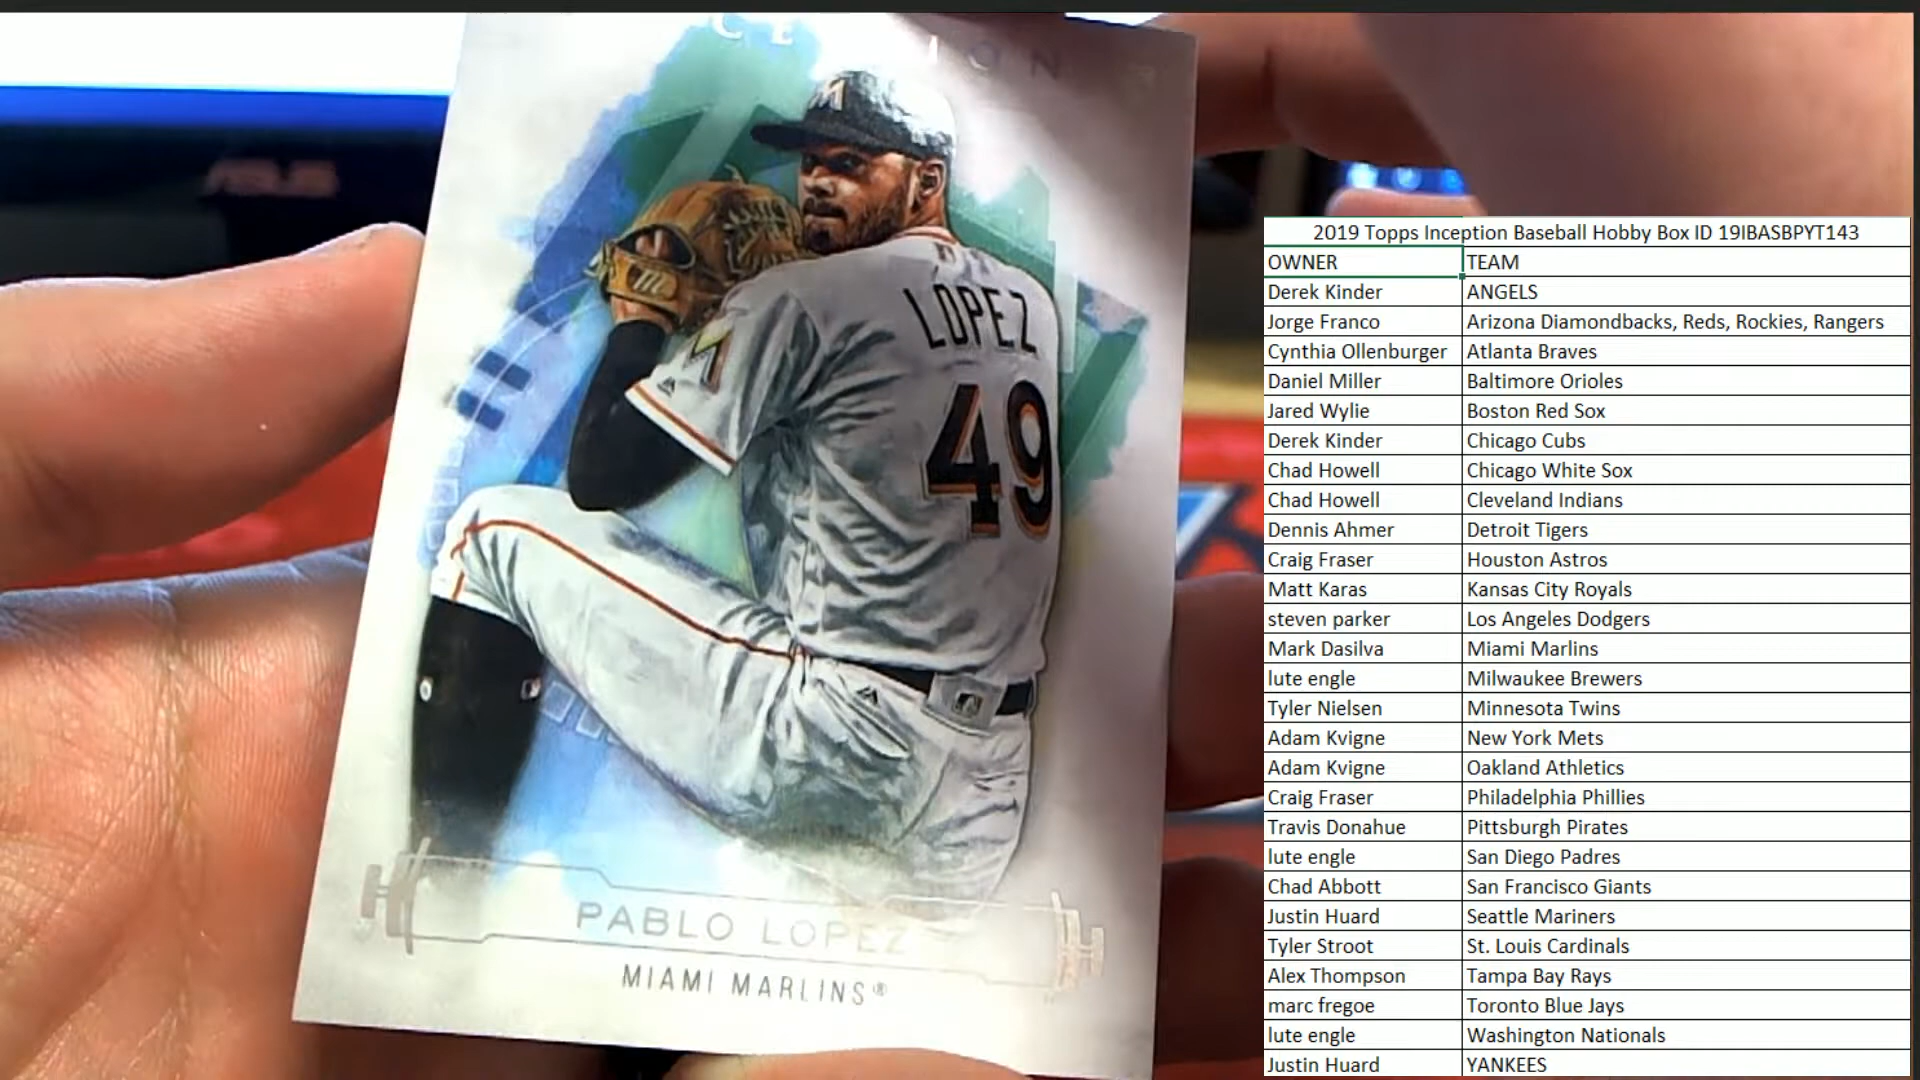 CE ION
M
LOPEZ
49
M
m
ASUS
PABLO LOPEZ
MIAMI MARLINS®
2019 Topps Inception Baseball Hobby Box ID 19IBASBPYT143
OWNER TEAM
Derek Kinder ANGELS
Jorge Franco Arizona Diamondbacks, Reds, Rockies, Rangers
Cynthia Ollenburger Atlanta Braves
Daniel Miller Baltimore Orioles
Jared Wylie Boston Red Sox
Derek Kinder Chicago Cubs
Chad Howell Chicago White Sox
Chad Howell Cleveland Indians
Dennis Ahmer Detroit Tigers
Craig Fraser Houston Astros
Matt Karas Kansas City Royals
steven parker Los Angeles Dodgers
Mark Dasilva Miami Marlins
lute engle Milwaukee Brewers
Tyler Nielsen Minnesota Twins
Adam Kvigne New York Mets
Adam Kvigne Oakland Athletics
Craig Fraser Philadelphia Phillies
Travis Donahue Pittsburgh Pirates
lute engle San Diego Padres
Chad Abbott San Francisco Giants
Justin Huard Seattle Mariners
Tyler Stroot St. Louis Cardinals
Alex Thompson Tampa Bay Rays
marc fregoe Toronto Blue Jays
lute engle Washington Nationals
Justin Huard YANKEES